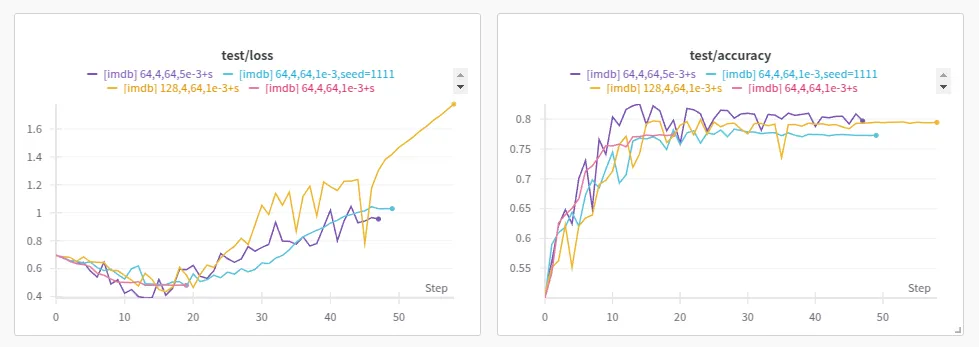 test/loss
[imdb] 64,4,64,5e-3+s [imdb] 64,4,64,1e-3,seed=1111
[imdb] 128,4,64,1e-3+s [imdb] 64,4,64,1e-3+s
1.6
1.4
1.2
1
0.8
0.6
0.4
Step
0 10 20 30 40 50
test/accuracy
[imdb] 64,4,64,5e-3+s [imdb] 64,4,64,1e-3,seed=1111
[imdb] 128,4,64,1e-3+s [imdb] 64,4,64,1e-3+s
0.8
0.75
0.7
0.65
0.6
0.55
Step
0 10 20 30 40 50